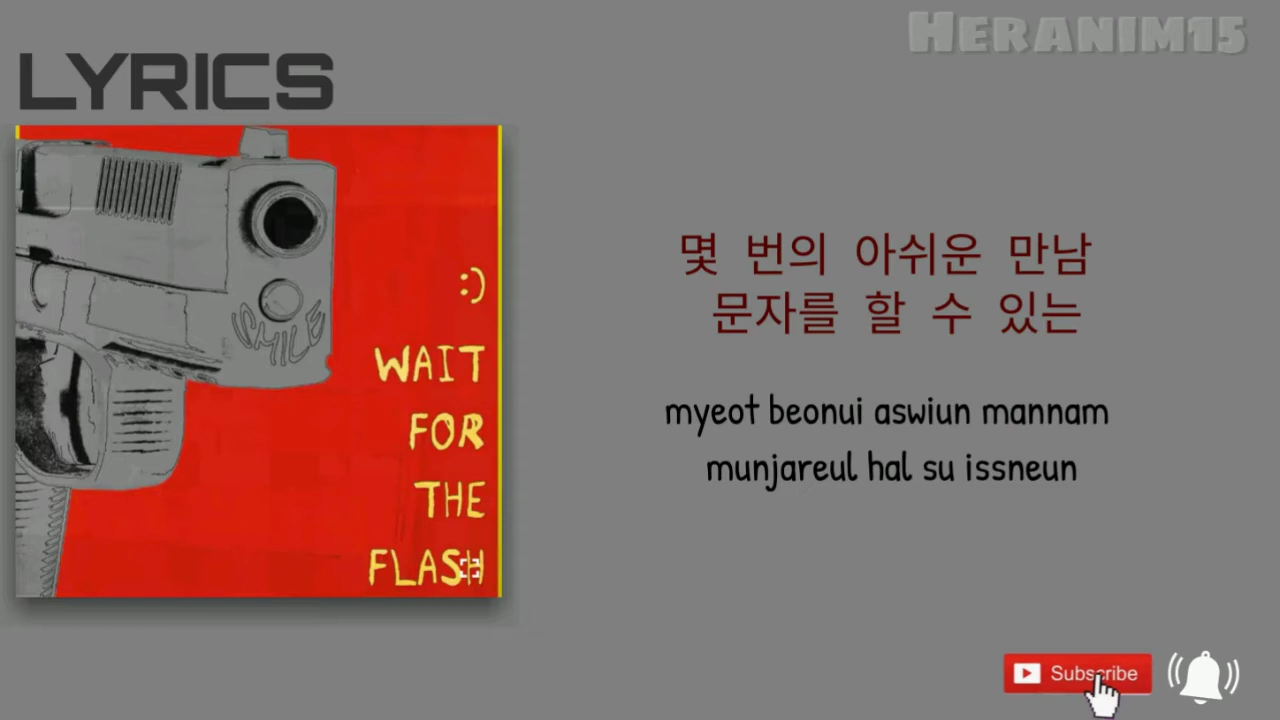 HERANIM15
LYRICS
:)
WAIT
FOR
THE
FLASH
SMILE
몇 번의 아쉬운 만남
문자를 할 수 있는
myeot beonui aswiun mannam
munjareul hal su issneun
Subscribe